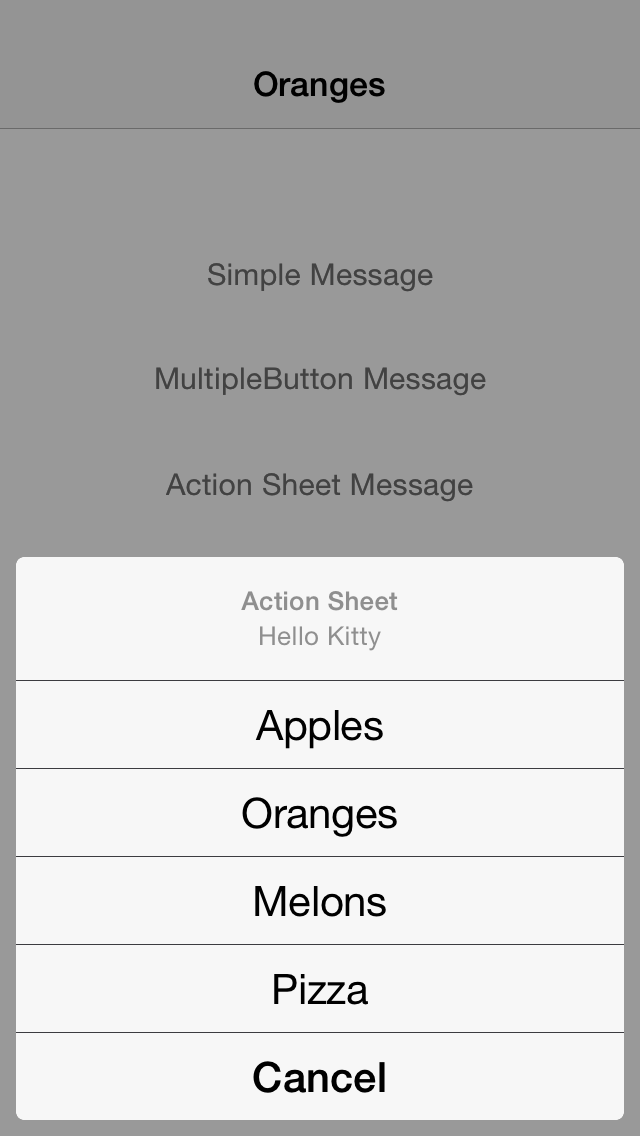 Oranges
Simple Message
MultipleButton Message
Action Sheet Message
Action Sheet
Hello Kitty
Apples
Oranges
Melons
Pizza
Cancel